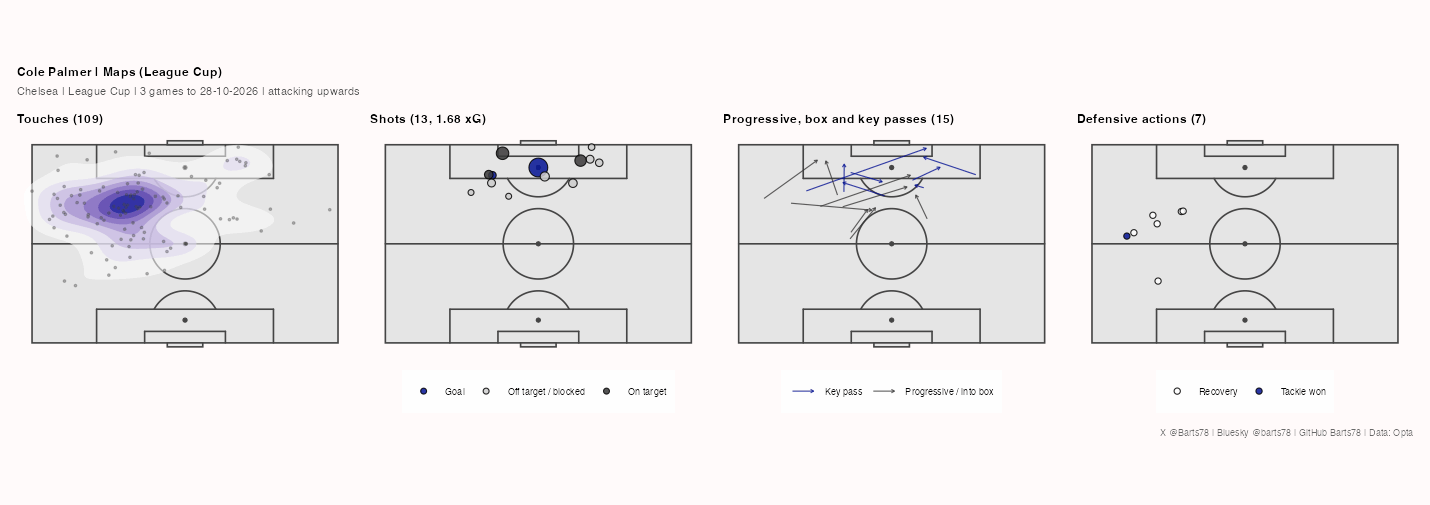 Cole Palmer | Maps (League Cup)
Chelsea | League Cup | 3 games to 28-10-2026 | attacking upwards
Touches (109)
Shots (13, 1.68 xG)
Progressive, box and key passes (15)
Defensive actions (7)
Goal
Off target / blocked
On target
Key pass
Progressive / into box
Recovery
Tackle won
X @Barts78 | Bluesky @barts78 | GitHub Barts78 | Data: Opta